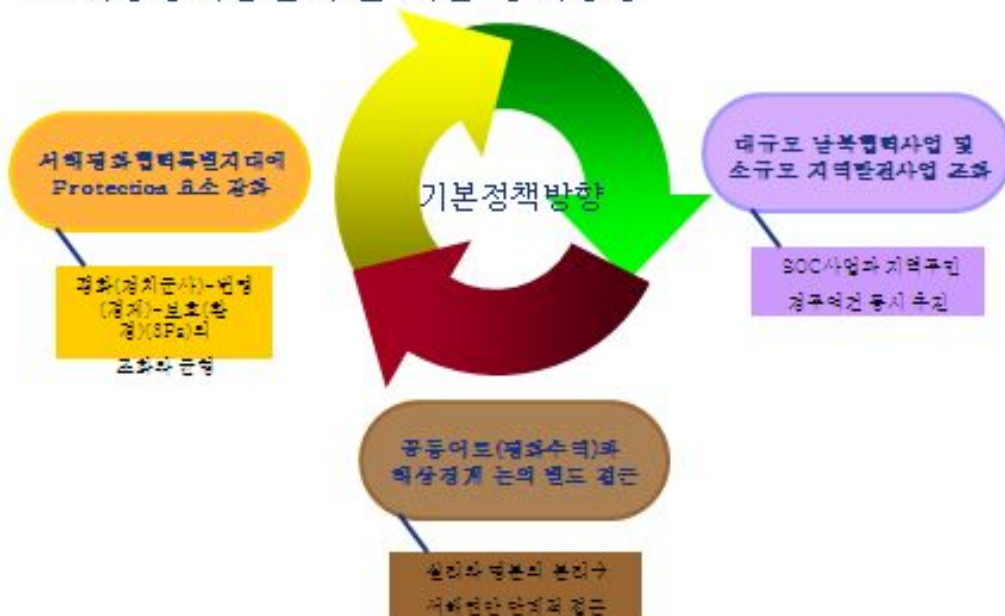 기본정책방향
서해평화협력특별지대에
Protection 요소 강화
평화(정치군사)-번영
(경제)-보호(환
경)(3Ps)의
조화와 균형
대규모 남북협력사업 및
소규모 지역발전사업 조화
SOC사업과 지역주민
정주여건 동시 추진
공동어로(평화수역)과
해상경계 논의 별도 접근
실리와 명분의 분리
서해연안 단계적 접근